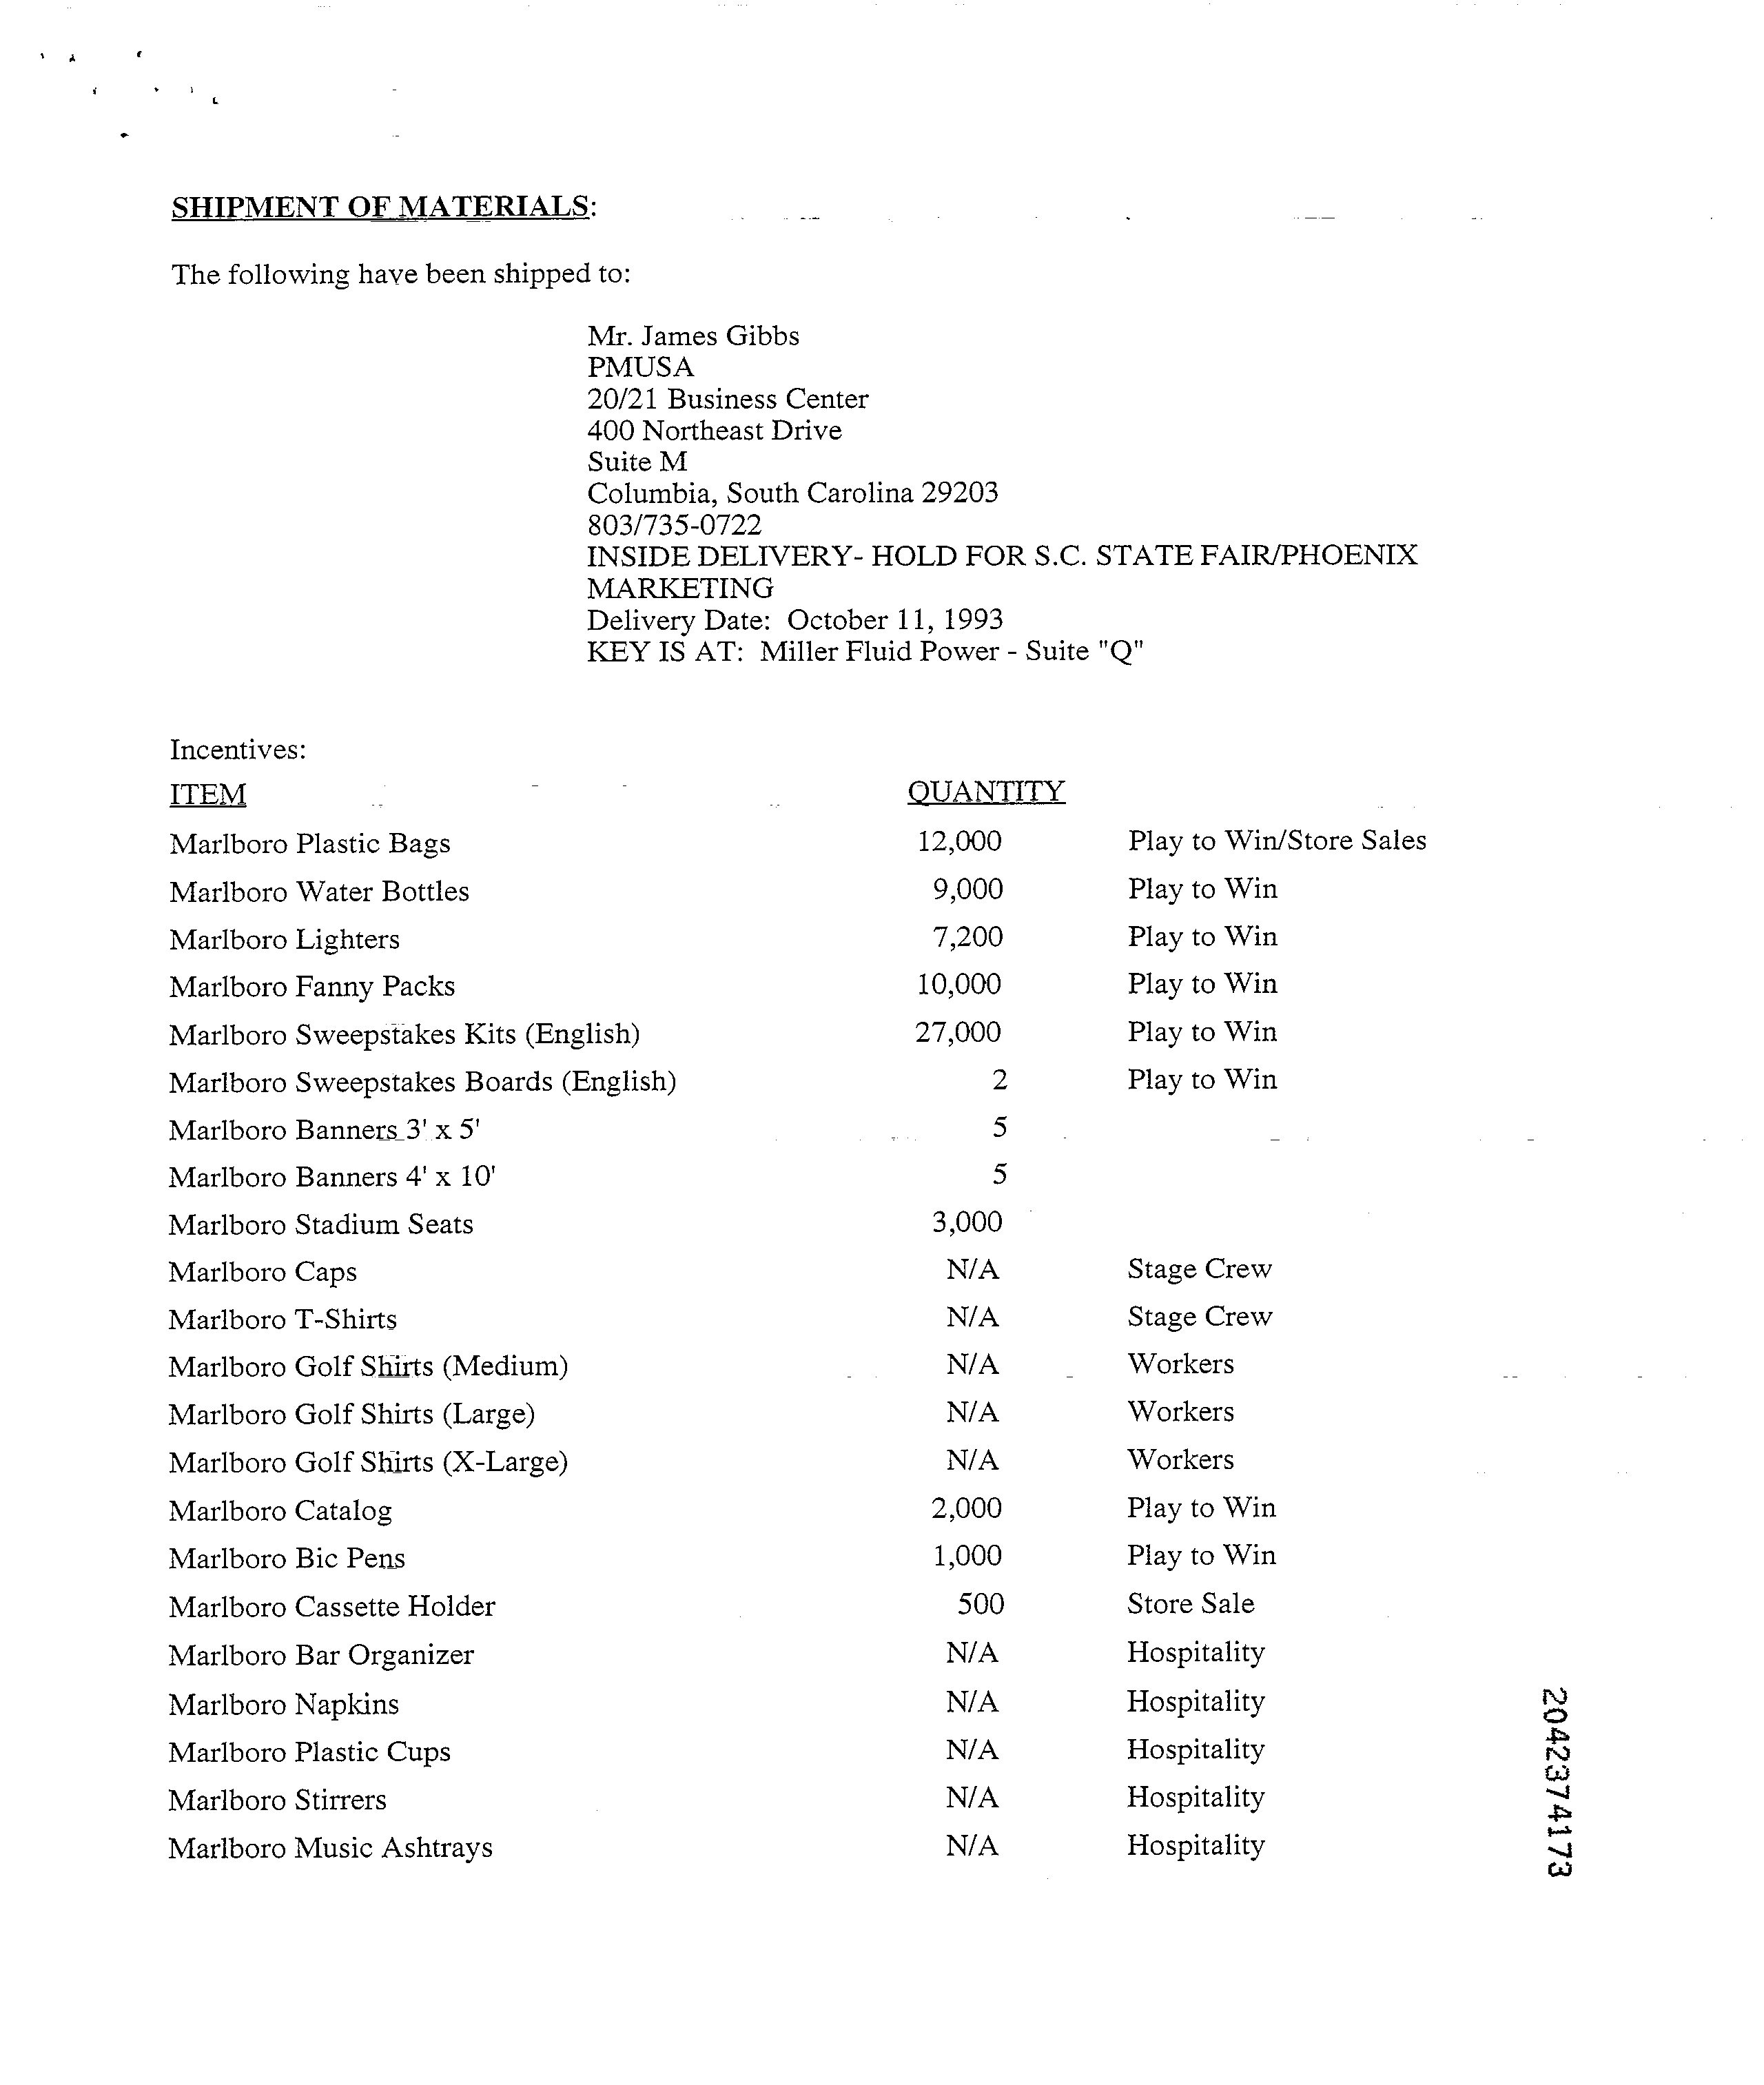 SHIPMENT OF MATERIALS:
The following have been shipped to:
Mr. James Gibbs
PMUSA
20/21 Business Center
400 Northeast Drive
Suite M
Columbia, South Carolina 29203
803/735-0722
INSIDE DELIVERY- HOLD FOR S.C. STATE FAIR/PHOENIX
MARKETING
Delivery Date: October 11, 1993
KEY IS AT: Miller Fluid Power - Suite "Q"
Incentives:
ITEM QUANTITY
Marlboro Plastic Bags 12,000 Play to Win/Store Sales
Marlboro Water Bottles 9,000 Play to Win
Marlboro Lighters 7,200 Play to Win
Marlboro Fanny Packs 10,000 Play to Win
Marlboro Sweepstakes Kits (English) 27,000 Play to Win
Marlboro Sweepstakes Boards (English) 2 Play to Win
Marlboro Banners 3' x 5' 5
Marlboro Banners 4' x 10' 5
Marlboro Stadium Seats 3,000
Marlboro Caps N/A Stage Crew
Marlboro T-Shirts N/A Stage Crew
Marlboro Golf Shirts (Medium) N/A Workers
Marlboro Golf Shirts (Large) N/A Workers
Marlboro Golf Shirts (X-Large) N/A Workers
Marlboro Catalog 2,000 Play to Win
Marlboro Bic Pens 1,000 Play to Win
Marlboro Cassette Holder 500 Store Sale
Marlboro Bar Organizer N/A Hospitality
Marlboro Napkins N/A Hospitality
Marlboro Plastic Cups N/A Hospitality
Marlboro Stirrers N/A Hospitality
Marlboro Music Ashtrays N/A Hospitality
2042374173